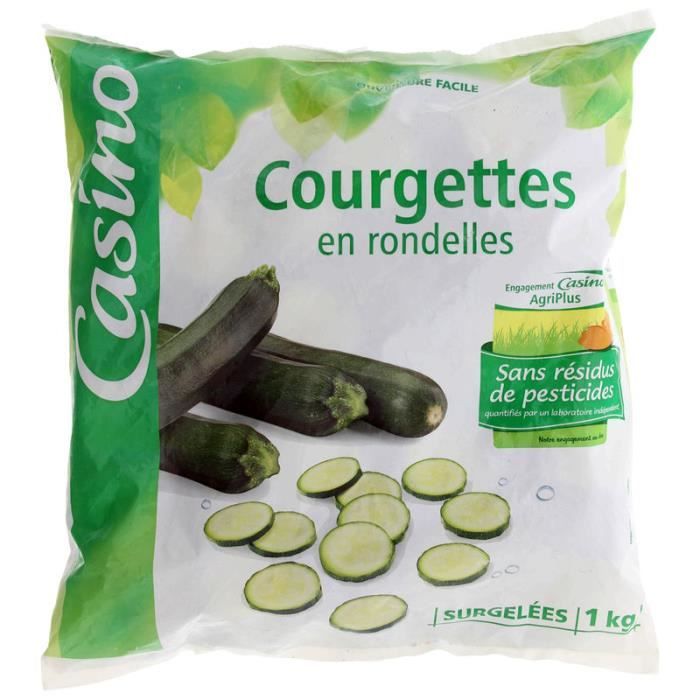 OUVERTURE FACILE
Casino
Courgettes
en rondelles
Engagement Casino
AgriPlus
Sans résidus
de pesticides
quantifiés par un laboratoire indépendant
Notre engagement au
SURGELÉES 1 kg